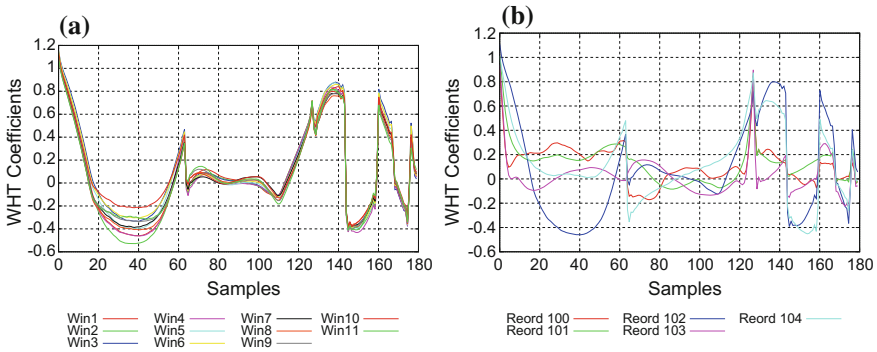 (a)
WHT Coefficients
1.2
1
0.8
0.6
0.4
0.2
0
-0.2
-0.4
-0.6
0 20 40 60 80 100 120 140 160 180
Samples
Win1 Win4 Win7 Win10
Win2 Win5 Win8 Win11
Win3 Win6 Win9
(b)
WHT Coefficients
1.2
1
0.8
0.6
0.4
0.2
0
-0.2
-0.4
-0.6
0 20 40 60 80 100 120 140 160 180
Samples
Reord 100 Reord 102 Reord 104
Reord 101 Reord 103